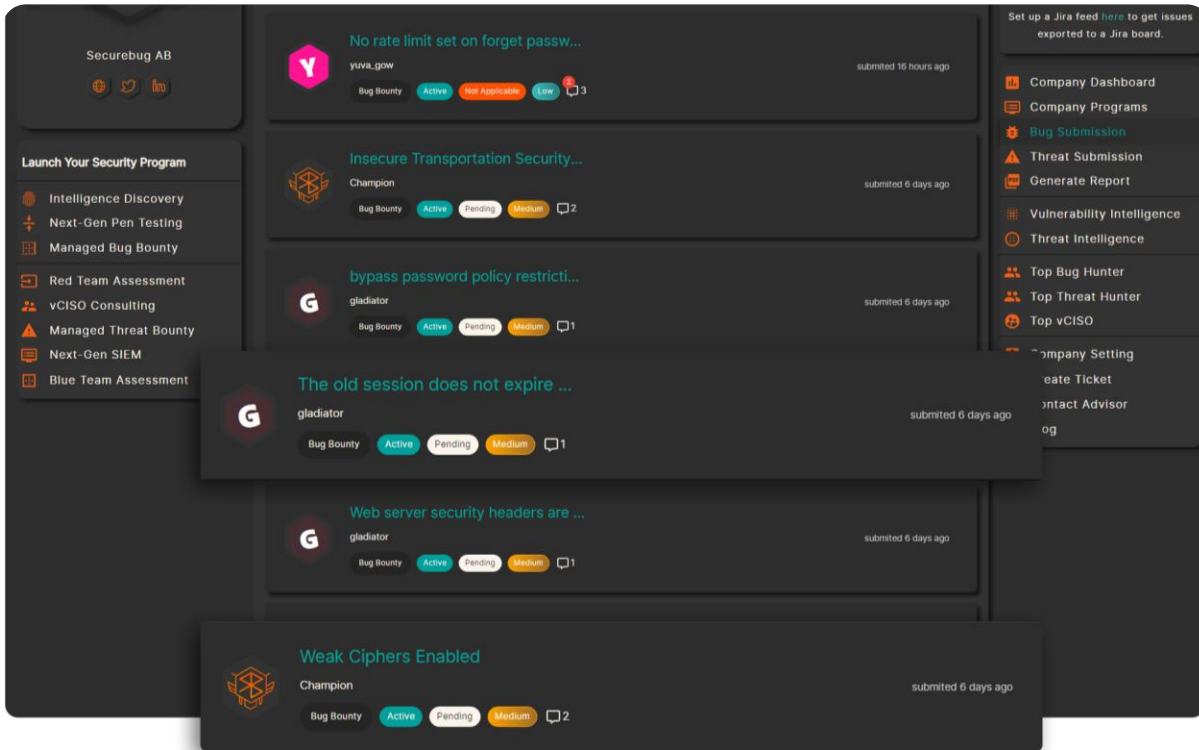 Securebug AB
Launch Your Security Program
Intelligence Discovery
Next-Gen Pen Testing
Managed Bug Bounty
Red Team Assessment
vCISO Consulting
Managed Threat Bounty
Next-Gen SIEM
Blue Team Assessment
No rate limit set on forget passw...
yuva_gow
submited 16 hours ago
Bug Bounty Active Not Applicable Low 2 3
Insecure Transportation Security...
Champion
submited 6 days ago
Bug Bounty Active Pending Medium 2
bypass password policy restricti...
gladiator
submited 6 days ago
Bug Bounty Active Pending Medium 1
The old session does not expire ...
gladiator
submited 6 days ago
Bug Bounty Active Pending Medium 1
Web server security headers are ...
gladiator
submited 6 days ago
Bug Bounty Active Pending Medium 1
Weak Ciphers Enabled
Champion
submited 6 days ago
Bug Bounty Active Pending Medium 2
Set up a Jira feed here to get issues
exported to a Jira board.
Company Dashboard
Company Programs
Bug Submission
Threat Submission
Generate Report
Vulnerability Intelligence
Threat Intelligence
Top Bug Hunter
Top Threat Hunter
Top vCISO
ompany Setting
eate Ticket
ontact Advisor
og